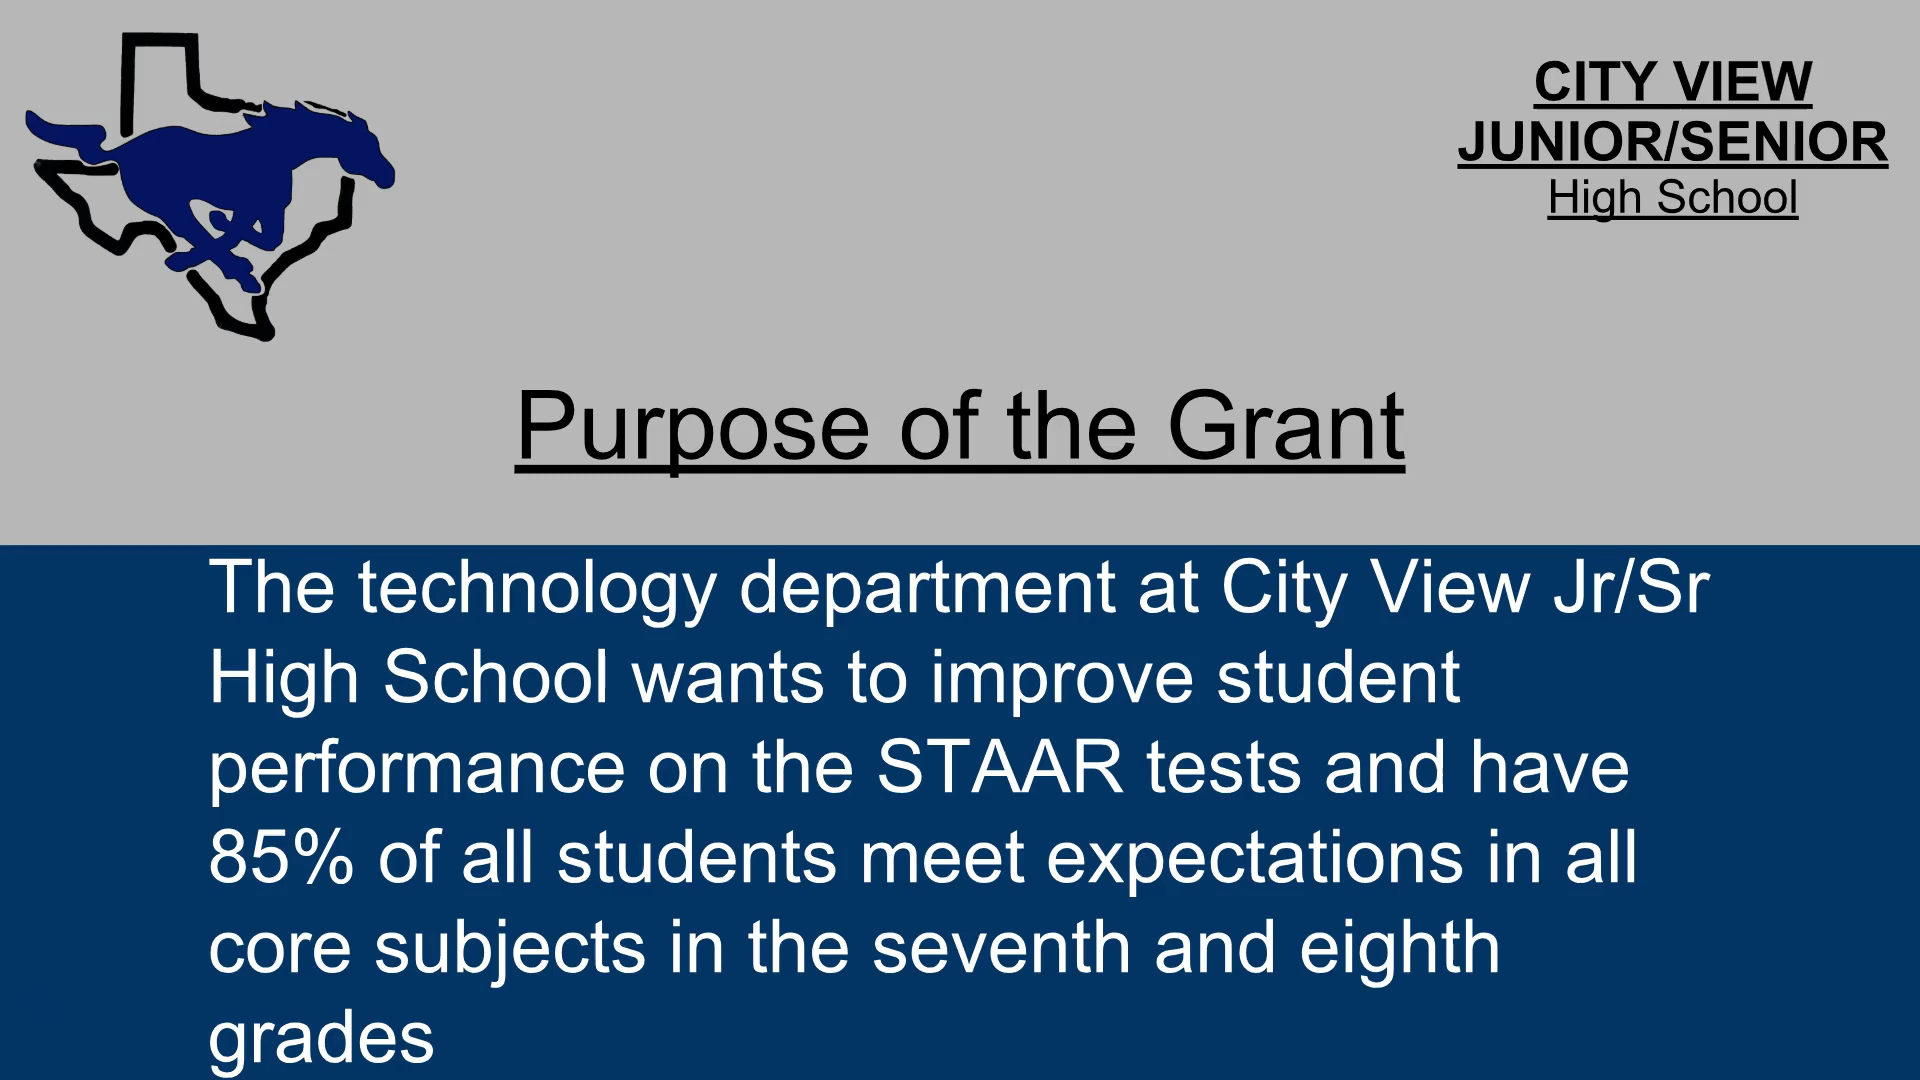 CITY VIEW
JUNIOR/SENIOR
High School
Purpose of the Grant
The technology department at City View Jr/Sr
High School wants to improve student
performance on the STAAR tests and have
85% of all students meet expectations in all
core subjects in the seventh and eighth
grades